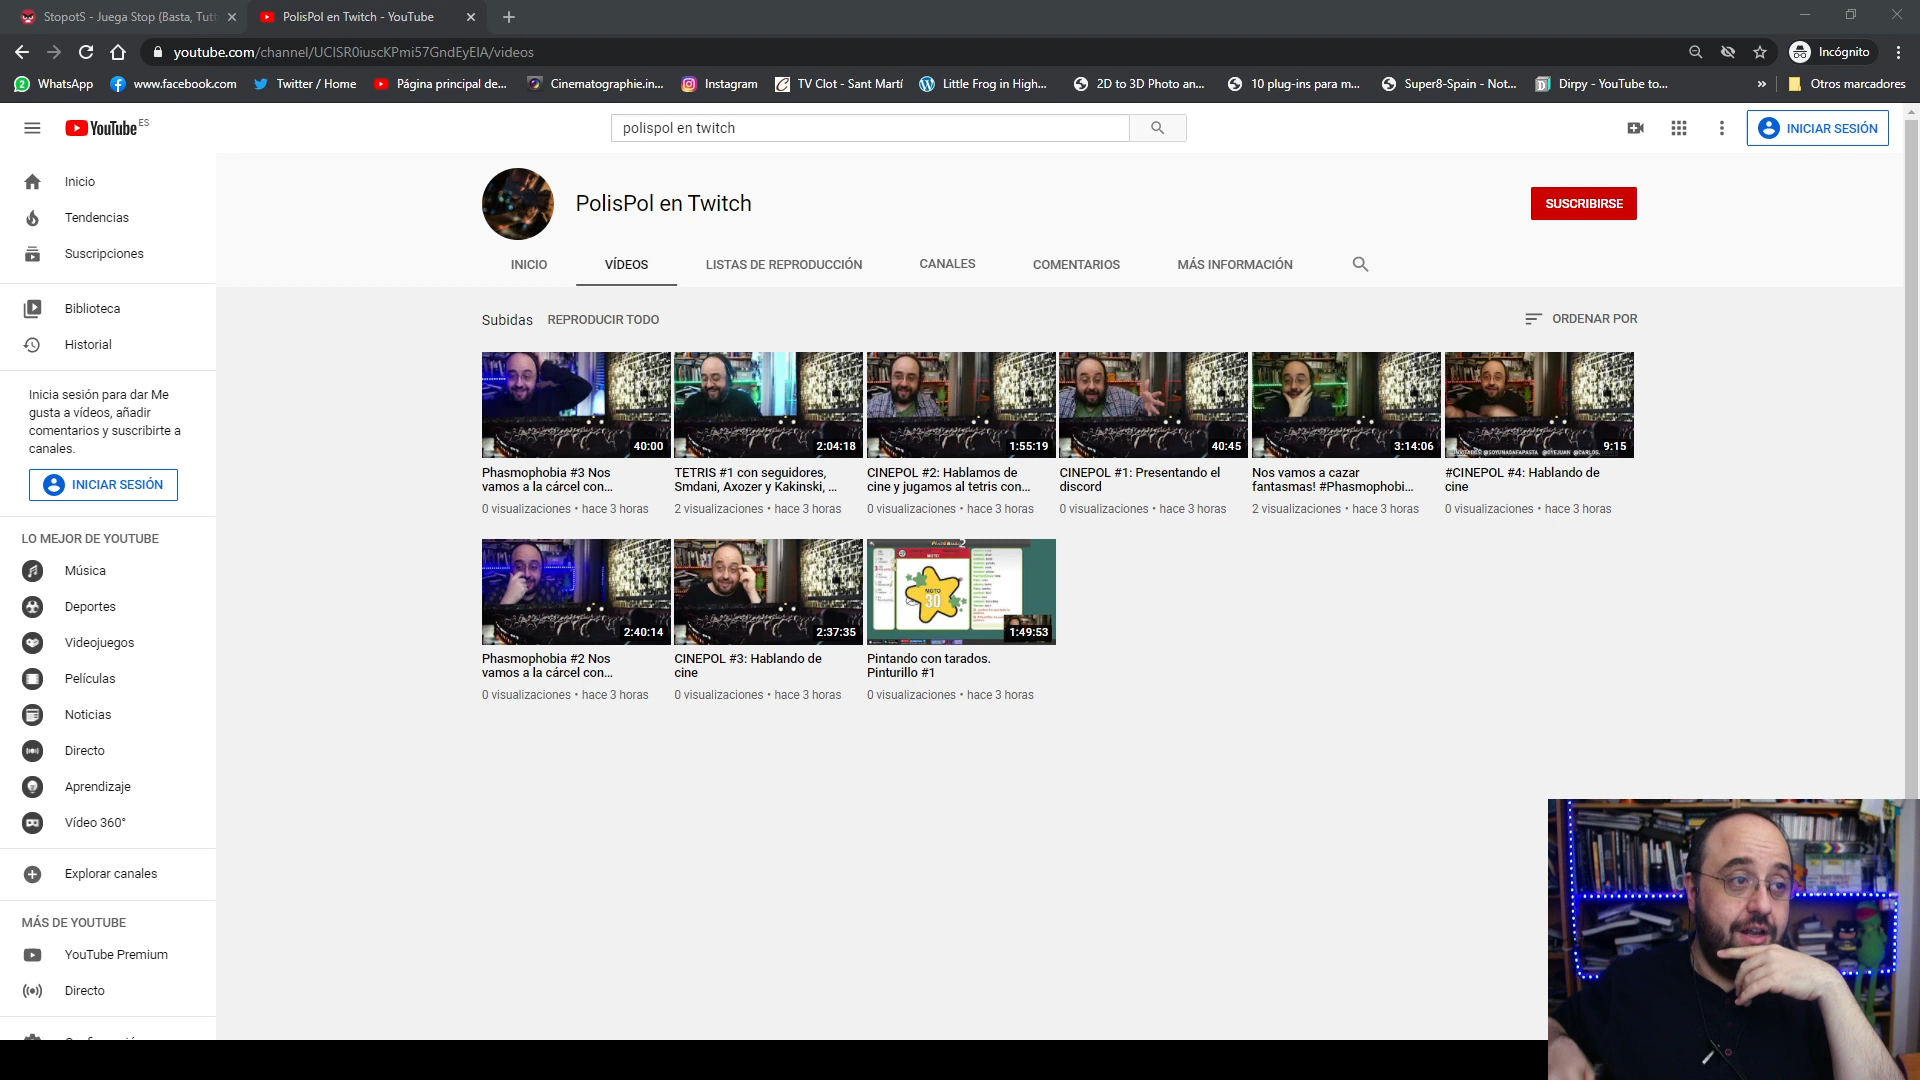 StopotS - Juega Stop (Basta, Tutt
PolisPol en Twitch - YouTube
youtube.com/channel/UCISR0iuscKPmi57GndEyEIA/videos
Incógnito
WhatsApp
www.facebook.com
Twitter / Home
Página principal de...
Cinematographie.in...
Instagram
TV Clot - Sant Martí
Little Frog in High...
2D to 3D Photo an...
10 plug-ins para m...
Super8-Spain - Not...
Dirpy - YouTube to...
»
Otros marcadores
YouTube ES
polispol en twitch
INICIAR SESIÓN
Inicio
Tendencias
Suscripciones
Biblioteca
Historial
Inicia sesión para dar Me
gusta a vídeos, añadir
comentarios y suscribirte a
canales.
INICIAR SESIÓN
LO MEJOR DE YOUTUBE
Música
Deportes
Videojuegos
Películas
Noticias
Directo
Aprendizaje
Vídeo 360°
Explorar canales
MÁS DE YOUTUBE
YouTube Premium
Directo
PolisPol en Twitch
SUSCRIBIRSE
INICIO
VÍDEOS
LISTAS DE REPRODUCCIÓN
CANALES
COMENTARIOS
MÁS INFORMACIÓN
Subidas
REPRODUCIR TODO
ORDENAR POR
40:00
Phasmophobia #3 Nos
vamos a la cárcel con...
0 visualizaciones • hace 3 horas
2:04:18
TETRIS #1 con seguidores,
Smdani, Axozer y Kakinski, ...
2 visualizaciones • hace 3 horas
1:55:19
CINEPOL #2: Hablamos de
cine y jugamos al tetris con...
0 visualizaciones • hace 3 horas
40:45
CINEPOL #1: Presentando el
discord
0 visualizaciones • hace 3 horas
3:14:06
Nos vamos a cazar
fantasmas! #Phasmophobi...
2 visualizaciones • hace 3 horas
9:15
#CINEPOL #4: Hablando de
cine
0 visualizaciones • hace 3 horas
2:40:14
Phasmophobia #2 Nos
vamos a la cárcel con...
0 visualizaciones • hace 3 horas
2:37:35
CINEPOL #3: Hablando de
cine
0 visualizaciones • hace 3 horas
MOTO
30
1:49:53
Pintando con tarados.
Pinturillo #1
0 visualizaciones • hace 3 horas